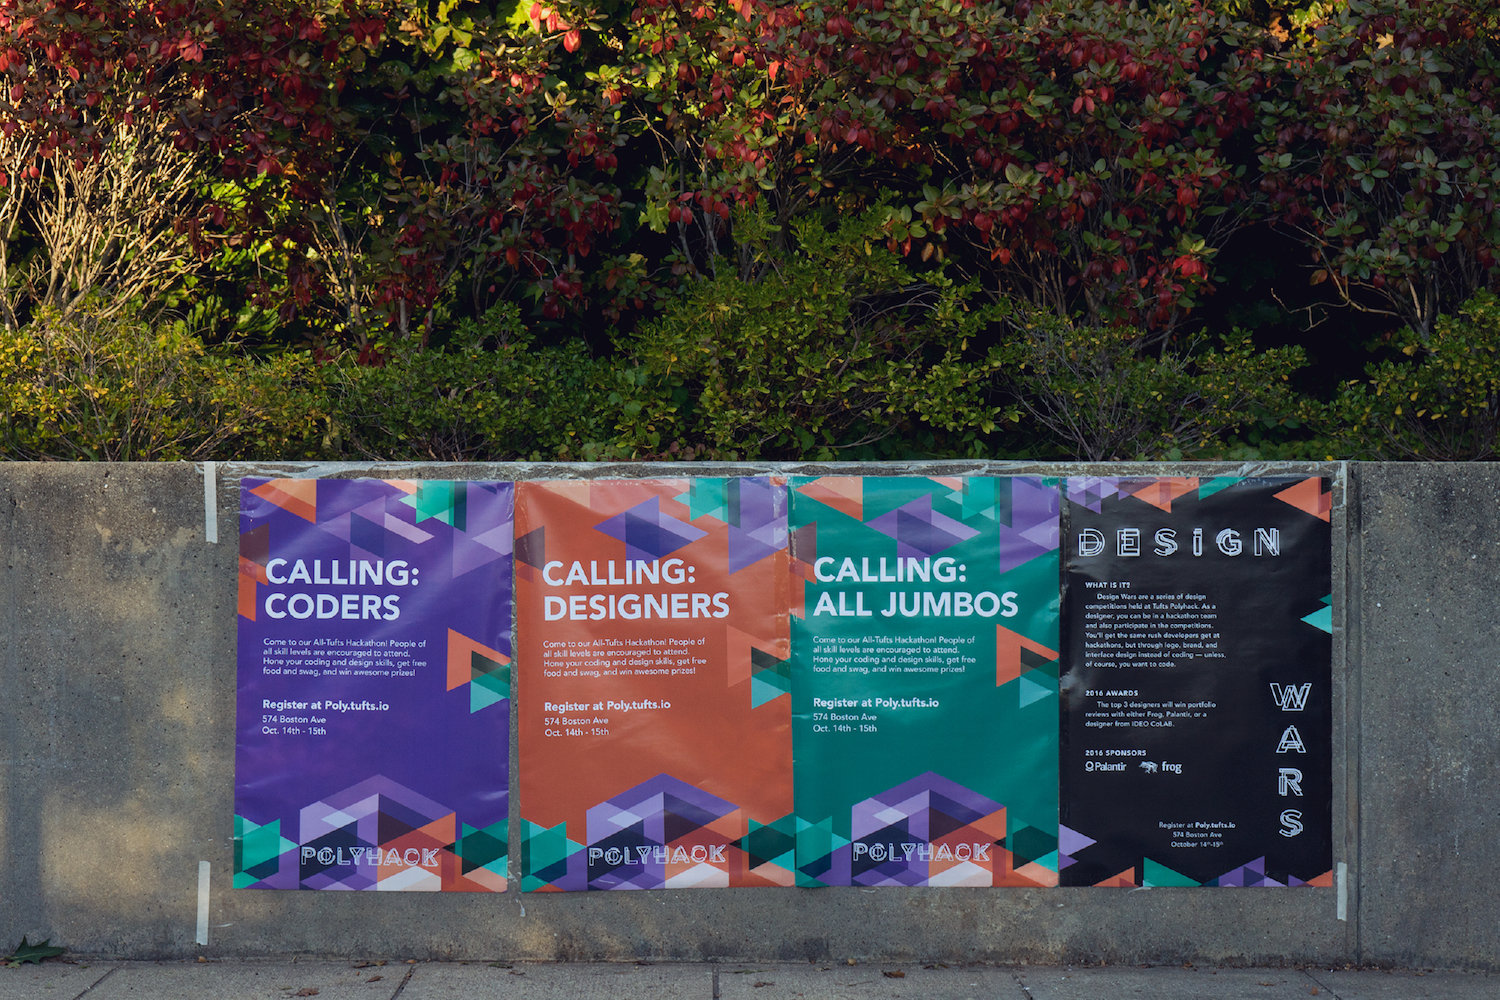 CALLING:
CODERS
Come to our All-Tufts Hackathon! People of
all skill levels are encouraged to attend.
Hone your coding and design skills, get free
food and swag, and win awesome prizes!
Register at Poly.tufts.io
574 Boston Ave
Oct. 14th - 15th
POLYHACK
CALLING:
DESIGNERS
Come to our All-Tufts Hackathon! People of
all skill levels are encouraged to attend.
Hone your coding and design skills, get free
food and swag, and win awesome prizes!
Register at Poly.tufts.io
574 Boston Ave
Oct. 14th - 15th
POLYHACK
CALLING:
ALL JUMBOS
Come to our All-Tufts Hackathon! People of
all skill levels are encouraged to attend.
Hone your coding and design skills, get free
food and swag, and win awesome prizes!
Register at Poly.tufts.io
574 Boston Ave
Oct. 14th - 15th
POLYHACK
DESIGN
WHAT IS IT?
Design Wars are a series of design
competitions held at Tufts Polyhack. As a
designer, you can be in a hackathon team
and also participate in the competitions.
You'll get the same rush developers get at
hackathons, but through logo, brand, and
interface design instead of coding — unless,
of course, you want to code.
2016 AWARDS
The top 3 designers will win portfolio
reviews with either Frog, Palantir, or a
designer from IDEO CoLAB.
2016 SPONSORS
Palantir frog
WARS
Register at Poly.tufts.io
574 Boston Ave
October 14th-15th